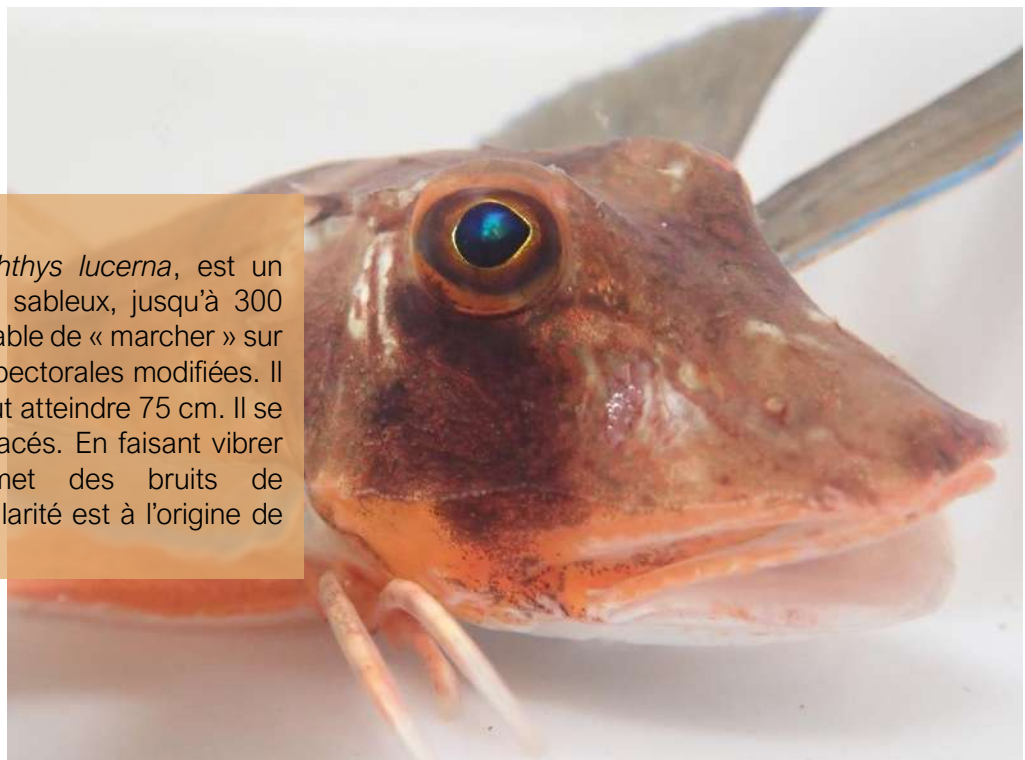 hthys lucerna, est un
sableux, jusqu'à 300
able de « marcher » sur
pectorales modifiées. Il
ut atteindre 75 cm. Il se
acés. En faisant vibrer
met des bruits de
larité est à l'origine de